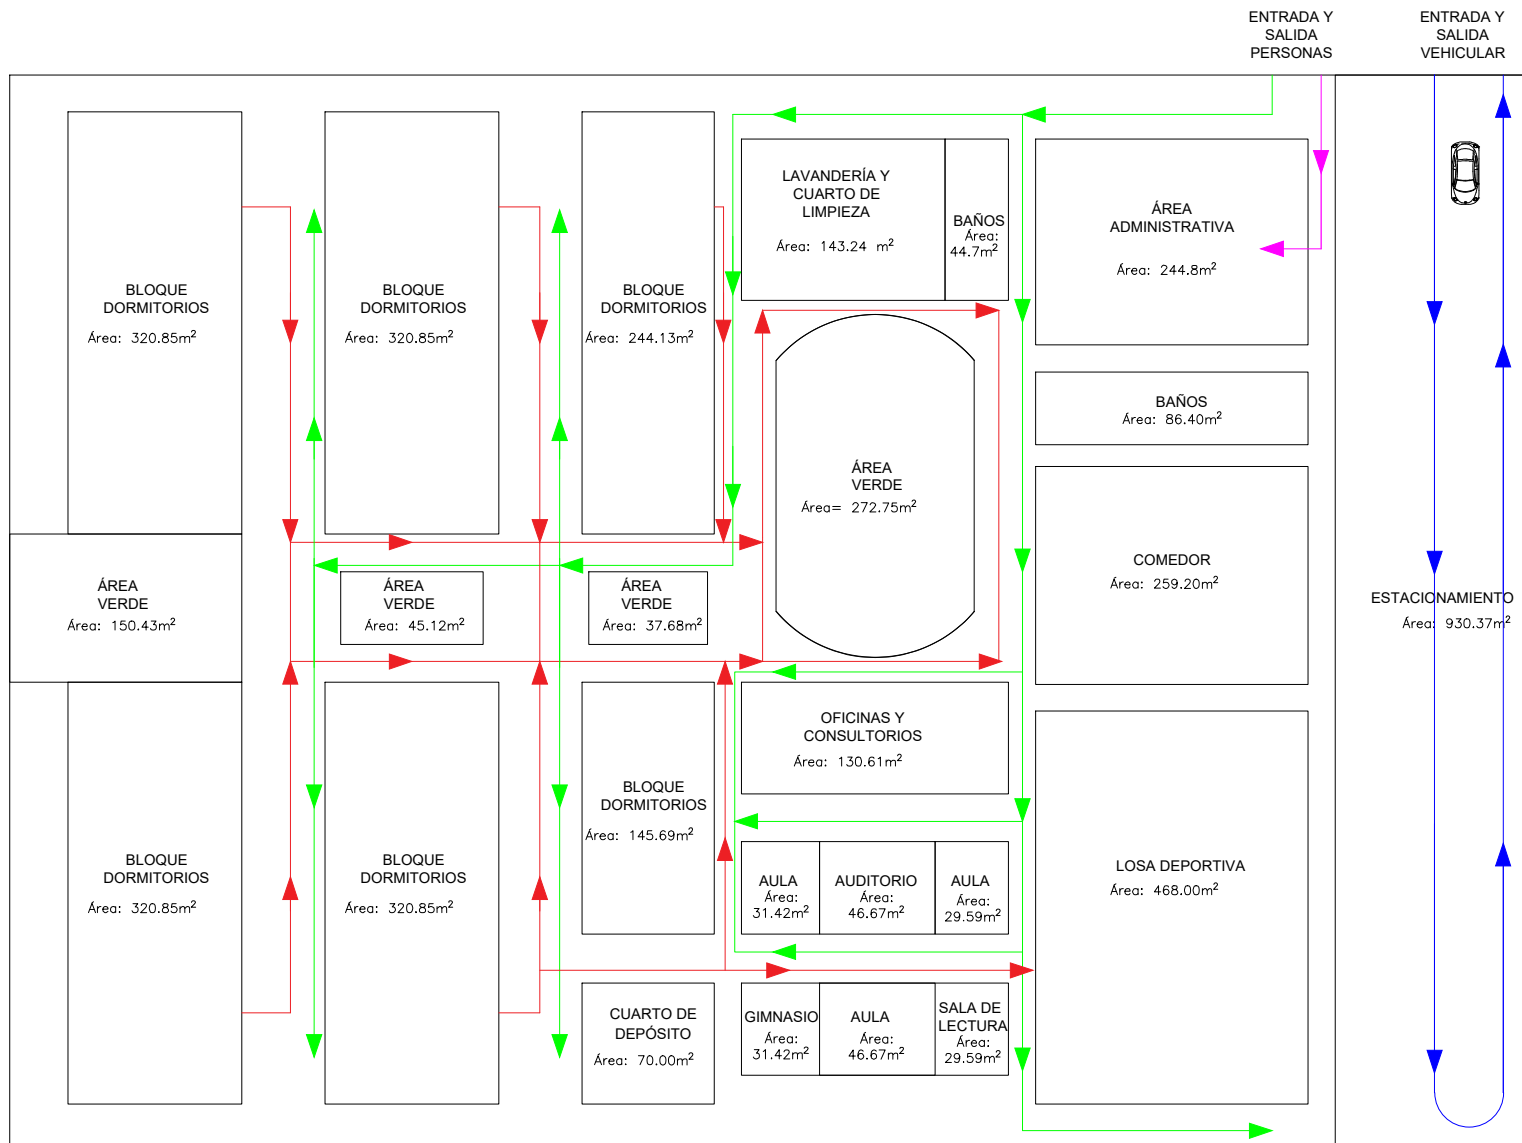 ENTRADA Y
SALIDA
PERSONAS
ENTRADA Y
SALIDA
VEHICULAR
BLOQUE
DORMITORIOS
Área: 320.85m²
BLOQUE
DORMITORIOS
Área: 320.85m²
BLOQUE
DORMITORIOS
Área: 244.13m²
LAVANDERÍA Y
CUARTO DE
LIMPIEZA
Área: 143.24 m²
BAÑOS
Área:
44.7m²
ÁREA
ADMINISTRATIVA
Área: 244.8m²
BAÑOS
Área: 86.40m²
ÁREA
VERDE
Área= 272.75m²
COMEDOR
Área: 259.20m²
ESTACIONAMIENTO
Área: 930.37m²
ÁREA
VERDE
Área: 150.43m²
ÁREA
VERDE
Área: 45.12m²
ÁREA
VERDE
Área: 37.68m²
OFICINAS Y
CONSULTORIOS
Área: 130.61m²
BLOQUE
DORMITORIOS
Área: 320.85m²
BLOQUE
DORMITORIOS
Área: 320.85m²
BLOQUE
DORMITORIOS
Área: 145.69m²
AULA
Área:
31.42m²
AUDITORIO
Área:
46.67m²
AULA
Área:
29.59m²
LOSA DEPORTIVA
Área: 468.00m²
CUARTO DE
DEPÓSITO
Área: 70.00m²
GIMNASIO
Área:
31.42m²
AULA
Área:
46.67m²
SALA DE
LECTURA
Área:
29.59m²